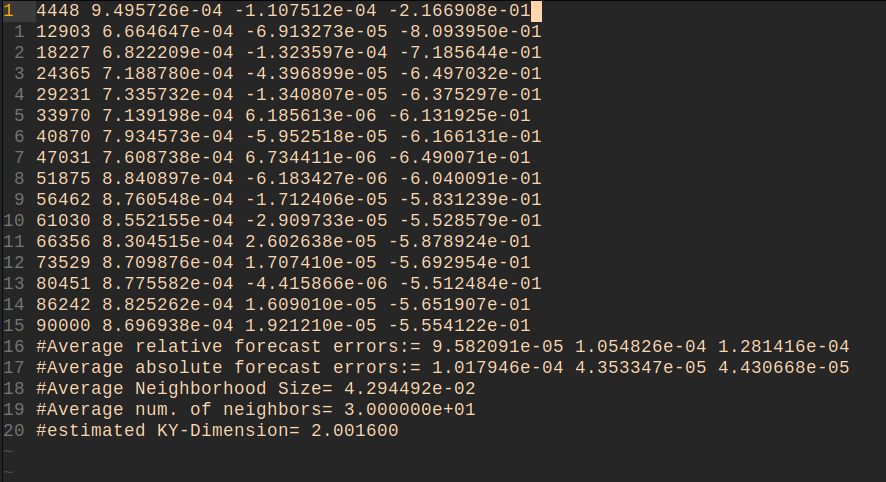 1 4448 9.495726e-04 -1.107512e-04 -2.166908e-01
1 12903 6.664647e-04 -6.913273e-05 -8.093950e-01
2 18227 6.822209e-04 -1.323597e-04 -7.185644e-01
3 24365 7.188780e-04 -4.396899e-05 -6.497032e-01
4 29231 7.335732e-04 -1.340807e-05 -6.375297e-01
5 33970 7.139198e-04 6.185613e-06 -6.131925e-01
6 40870 7.934573e-04 -5.952518e-05 -6.166131e-01
7 47031 7.608738e-04 6.734411e-06 -6.490071e-01
8 51875 8.840897e-04 -6.183427e-06 -6.040091e-01
9 56462 8.760548e-04 -1.712406e-05 -5.831239e-01
10 61030 8.552155e-04 -2.909733e-05 -5.528579e-01
11 66356 8.304515e-04 2.602638e-05 -5.878924e-01
12 73529 8.709876e-04 1.707410e-05 -5.692954e-01
13 80451 8.775582e-04 -4.415866e-06 -5.512484e-01
14 86242 8.825262e-04 1.609010e-05 -5.651907e-01
15 90000 8.696938e-04 1.921210e-05 -5.554122e-01
16 #Average relative forecast errors:= 9.582091e-05 1.054826e-04 1.281416e-04
17 #Average absolute forecast errors:= 1.017946e-04 4.353347e-05 4.430668e-05
18 #Average Neighborhood Size= 4.294492e-02
19 #Average num. of neighbors= 3.000000e+01
20 #estimated KY-Dimension= 2.001600
~
~